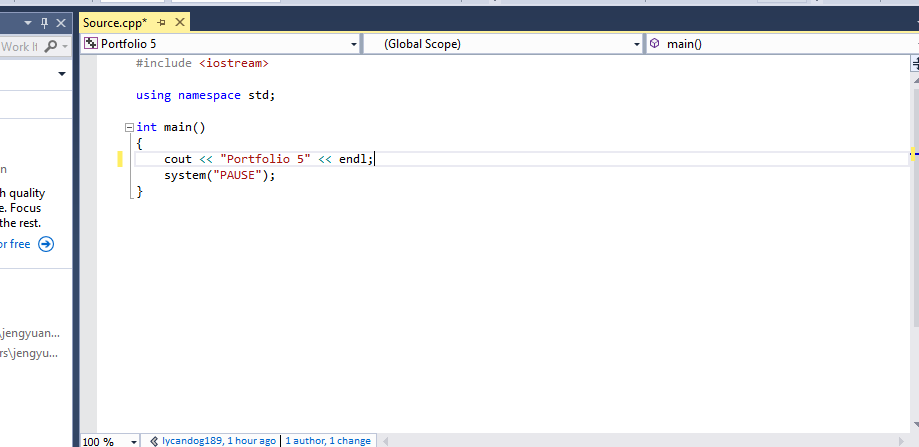 Source.cpp*
Work It
Portfolio 5
(Global Scope)
main()
#include <iostream>
using namespace std;
int main()
{
cout << "Portfolio 5" << endl;
system("PAUSE");
}
n
h quality
e. Focus
the rest.
or free
\jengyuan...
rs\jengyu...
100 %
lycandog189, 1 hour ago | 1 author, 1 change